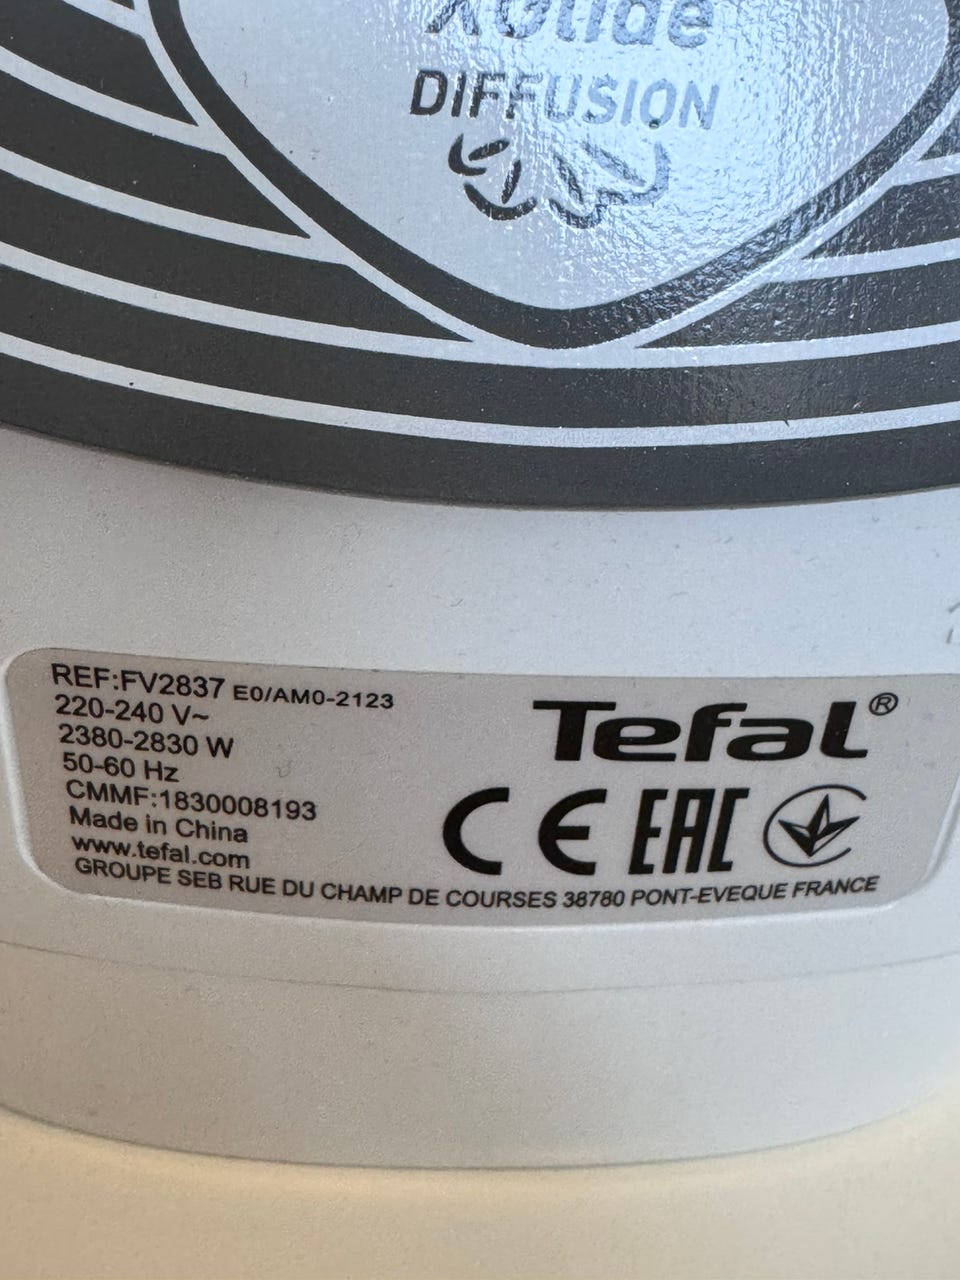 DIFFUSION
REF:FV2837 E0/AM0-2123
220-240 V~
2380-2830 W
50-60 Hz
CMMF:1830008193
Made in China
www.tefal.com
GROUPE SEB RUE DU CHAMP DE COURSES 38780 PONT-EVEQUE FRANCE
Tefal®
CE EAC